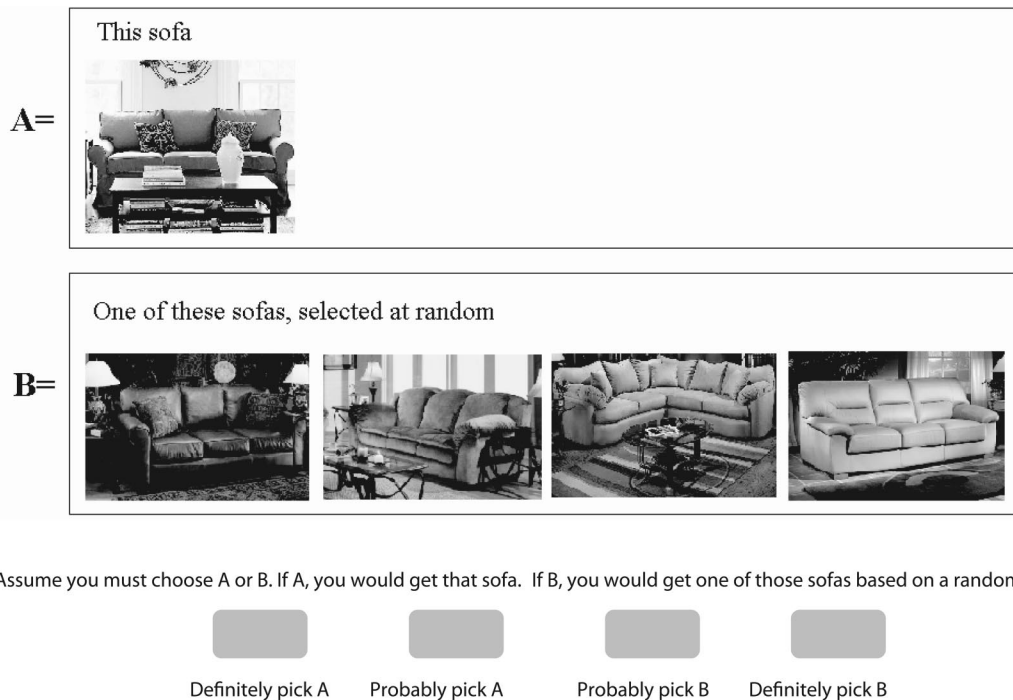 This sofa
A=
One of these sofas, selected at random
B=
Assume you must choose A or B. If A, you would get that sofa.  If B, you would get one of those sofas based on a random
Definitely pick A
Probably pick A
Probably pick B
Definitely pick B